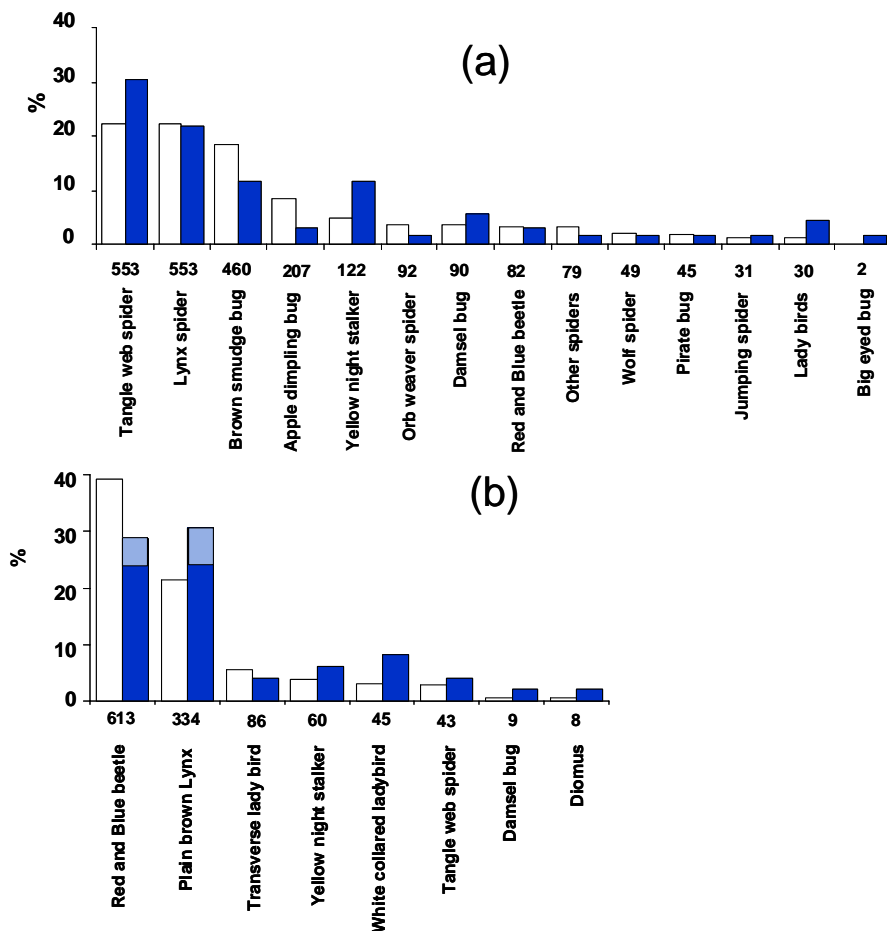 (a)
%
40
30
20
10
0
553 553 460 207 122 92 90 82 79 49 45 31 30 2
Tangle web spider
Lynx spider
Brown smudge bug
Apple dimpling bug
Yellow night stalker
Orb weaver spider
Damsel bug
Red and Blue beetle
Other spiders
Wolf spider
Pirate bug
Jumping spider
Lady birds
Big eyed bug
(b)
%
40
30
20
10
0
613 334 86 60 45 43 9 8
Red and Blue beetle
Plain brown Lynx
Transverse lady bird
Yellow night stalker
White collared ladybird
Tangle web spider
Damsel bug
Diomus